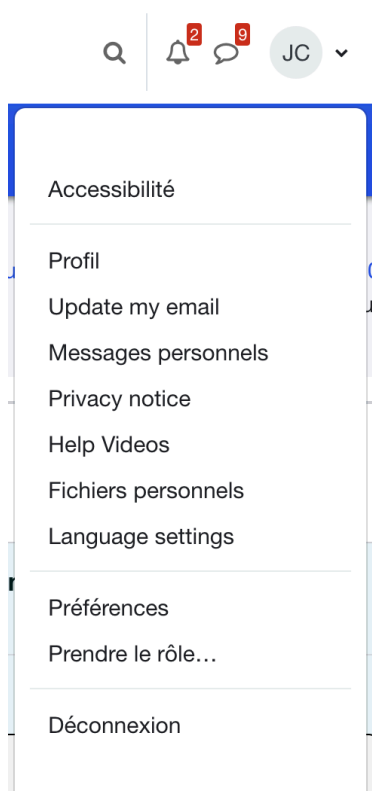 2 9 JC
Accessibilité
Profil
Update my email
Messages personnels
Privacy notice
Help Videos
Fichiers personnels
Language settings
Préférences
Prendre le rôle...
Déconnexion